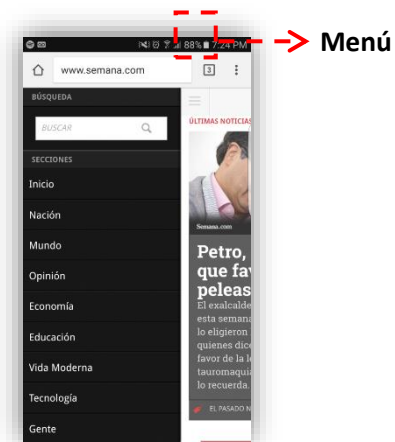 88% 7:24 PM
Menú
www.semana.com
3
BÚSQUEDA
BUSCAR
SECCIONES
Inicio
Nación
Mundo
Opinión
Economía
Educación
Vida Moderna
Tecnología
Gente
ÚLTIMAS NOTICIAS
Semana.com
Petro,
que fav
peleas
El exalcalde
esta semana
lo eligieron
quienes dice
favor de la
tauromaquia
lo recuerda.
EL PASADO